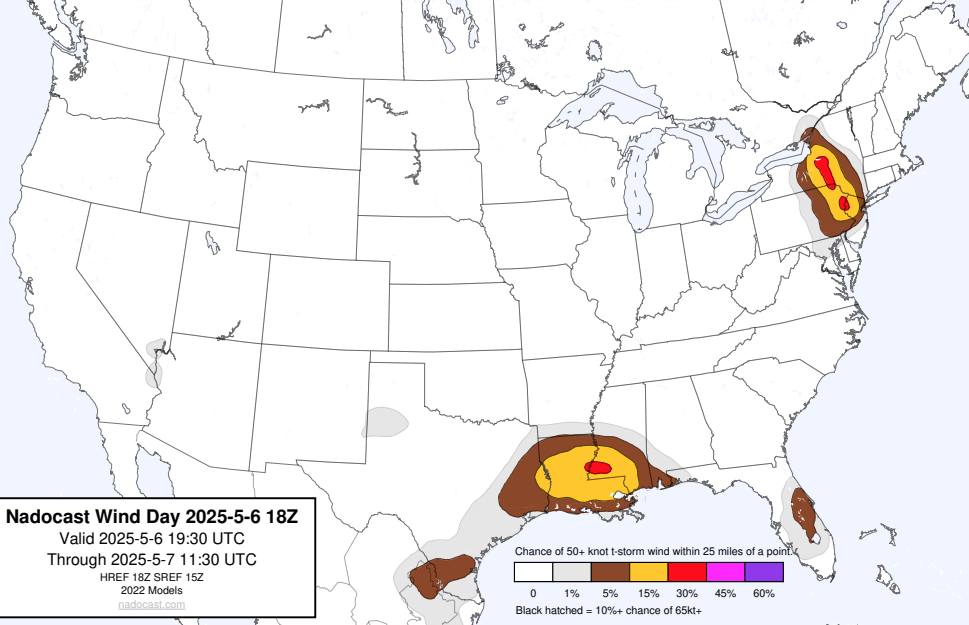 Nadocast Wind Day 2025-5-6 18Z
Valid 2025-5-6 19:30 UTC
Through 2025-5-7 11:30 UTC
HREF 18Z SREF 15Z
2022 Models
nadocast.com
Chance of 50+ knot t-storm wind within 25 miles of a point.
0 1% 5% 15% 30% 45% 60%
Black hatched = 10%+ chance of 65kt+